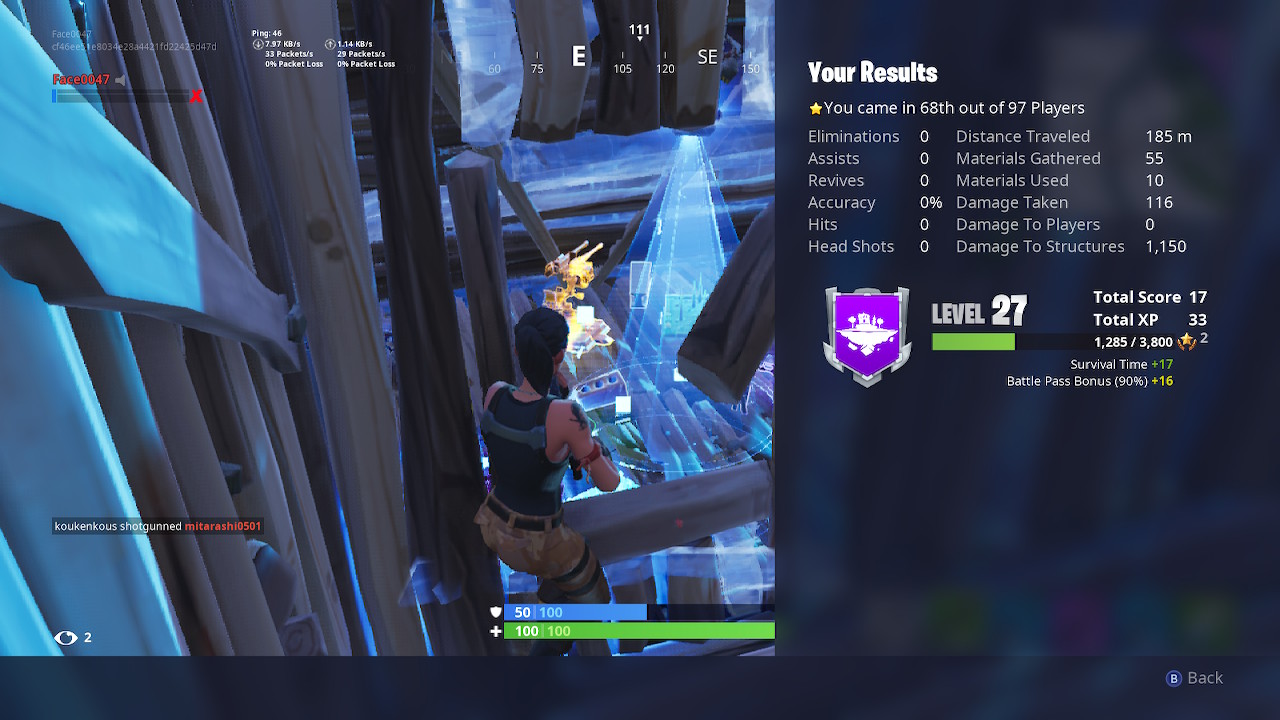 Face0047
Ping: 46
7.97 KB/s 1.14 KB/s
33 Packets/s 29 Packets/s
0% Packet Loss 0% Packet Loss
Face0047
X
111
60 75 E 105 120 SE 150
koukenkous shotgunned mitarashi0501
2
50 | 100
100 | 100
Your Results
You came in 68th out of 97 Players
Eliminations 0 Distance Traveled 185 m
Assists 0 Materials Gathered 55
Revives 0 Materials Used 10
Accuracy 0% Damage Taken 116
Hits 0 Damage To Players 0
Head Shots 0 Damage To Structures 1,150
LEVEL 27
Total Score 17
Total XP 33
1,285 / 3,800 2
Survival Time +17
Battle Pass Bonus (90%) +16
B Back